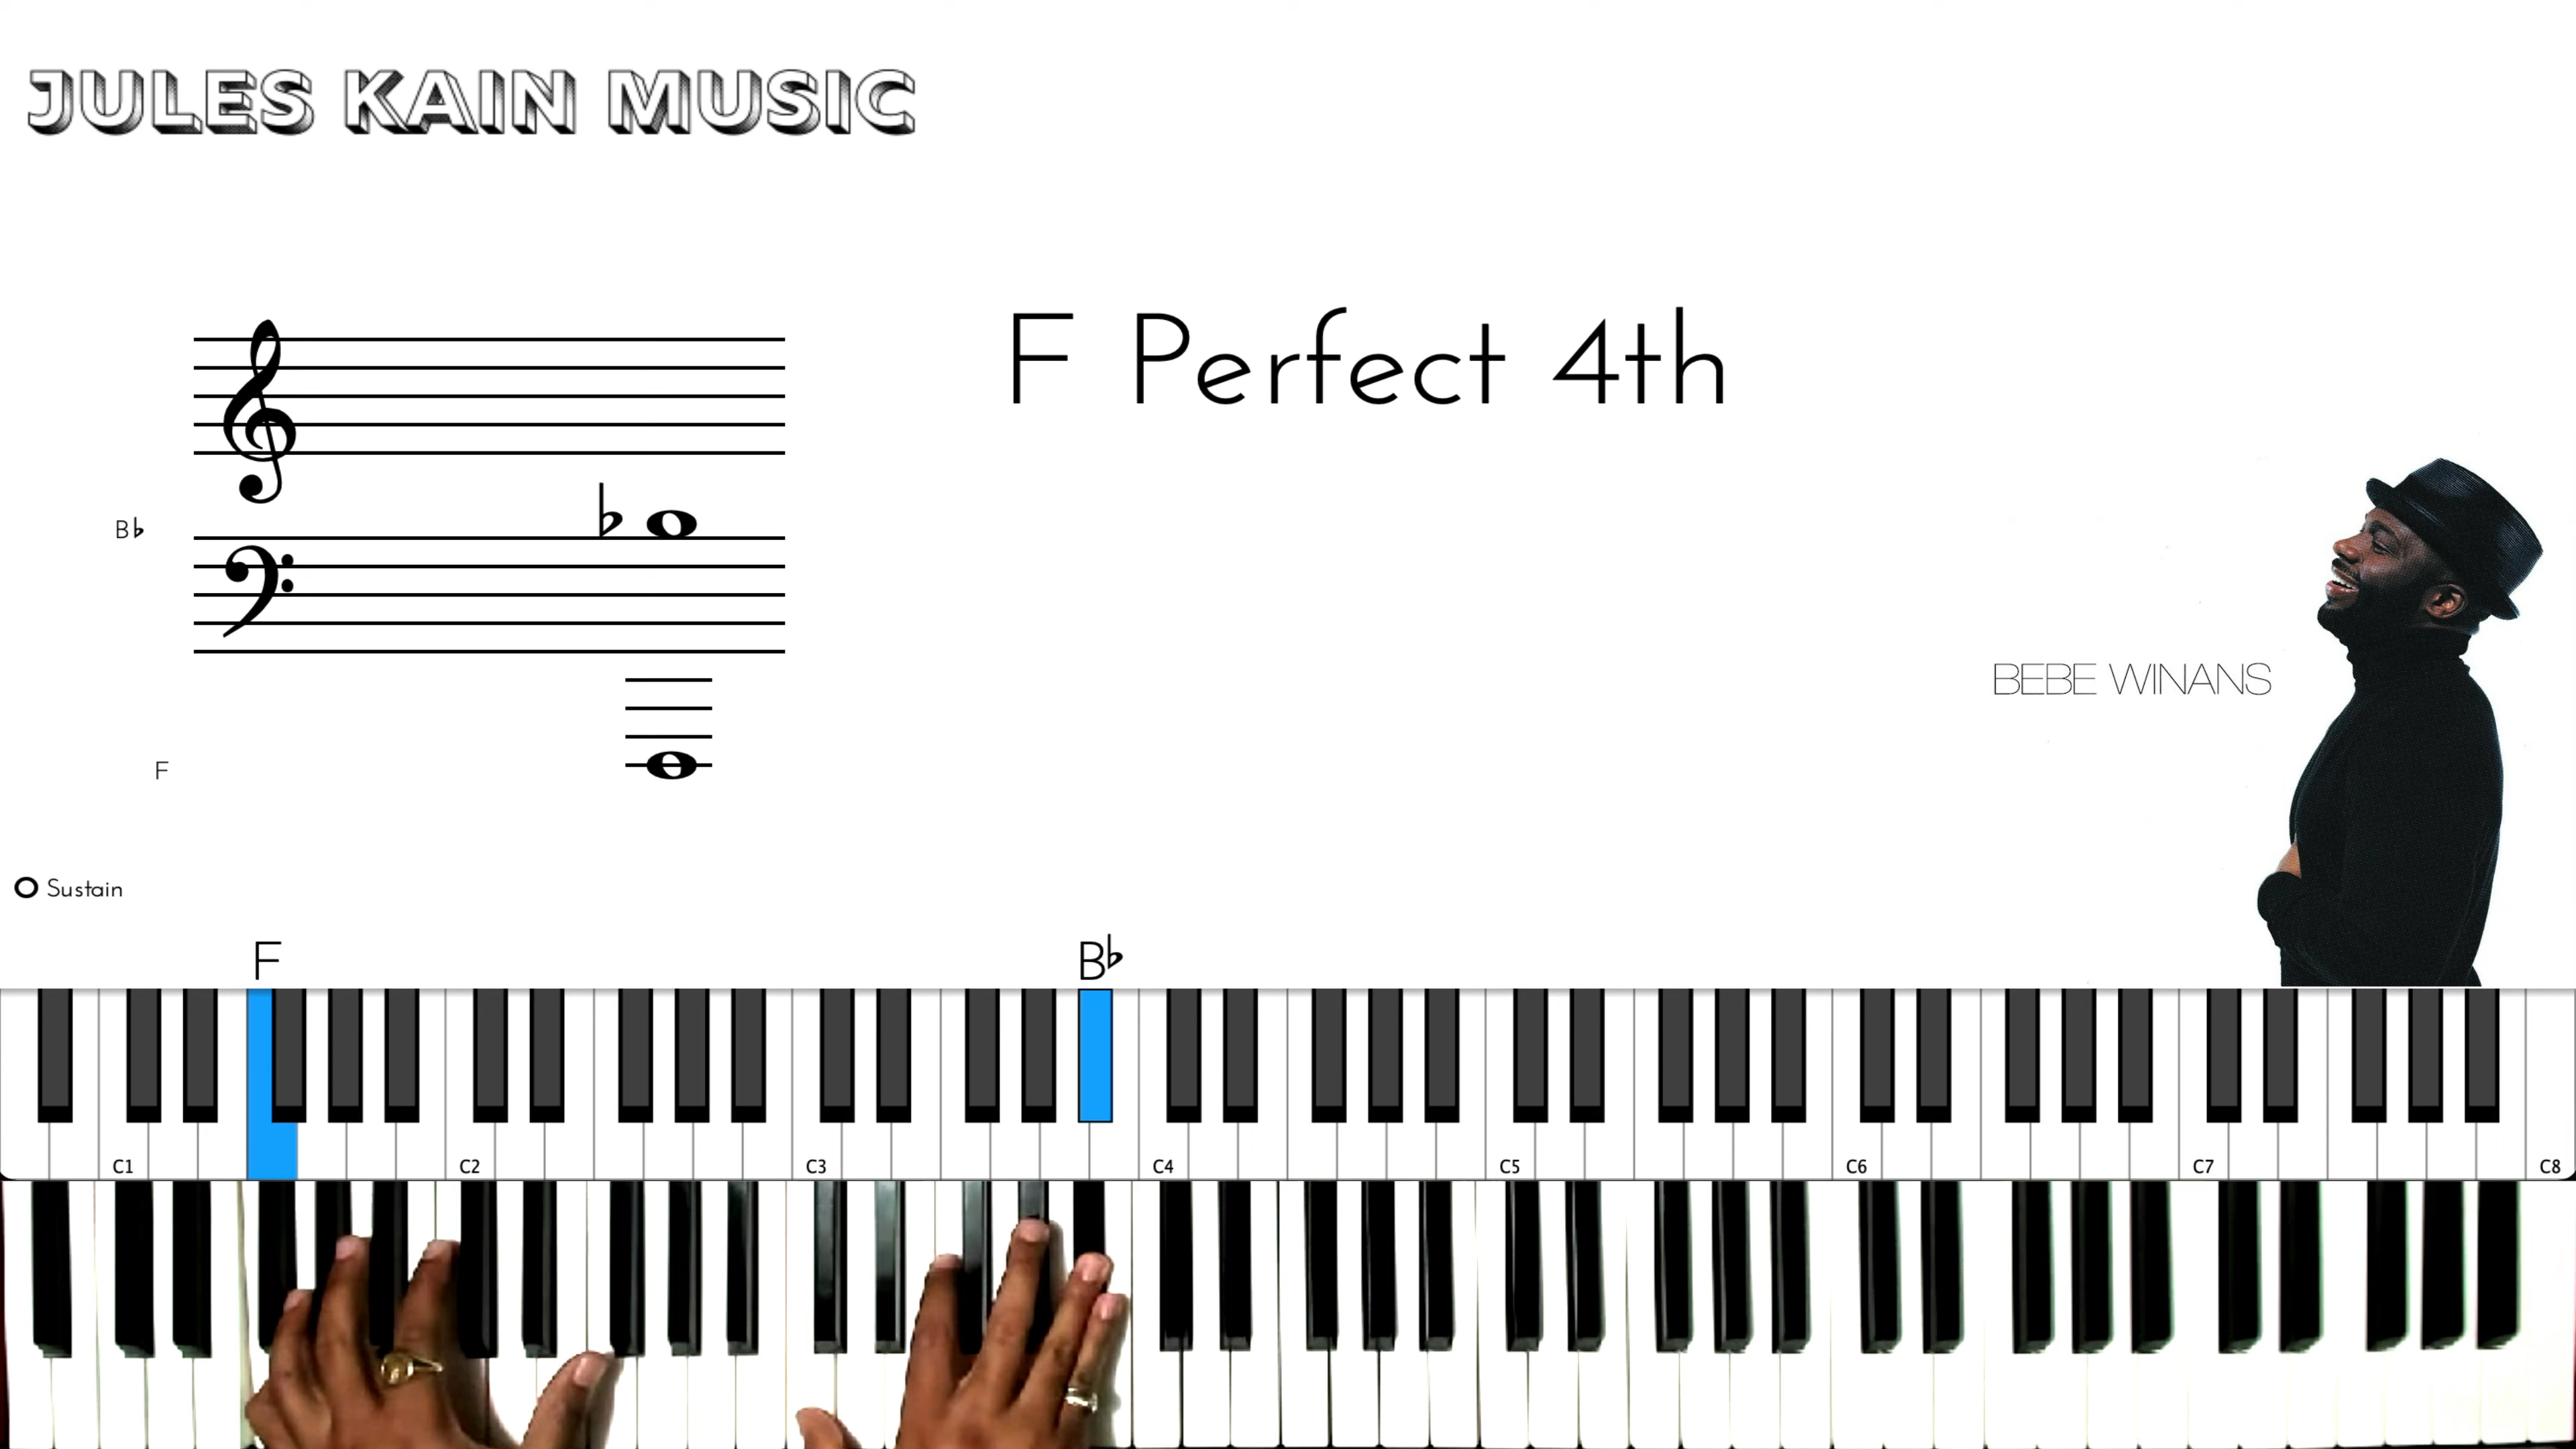 JULES KAIN MUSIC
F Perfect 4th
B♭
BEBE WINANS
F
Sustain
F B♭
C1 C2 C3 C4 C5 C6 C7 C8